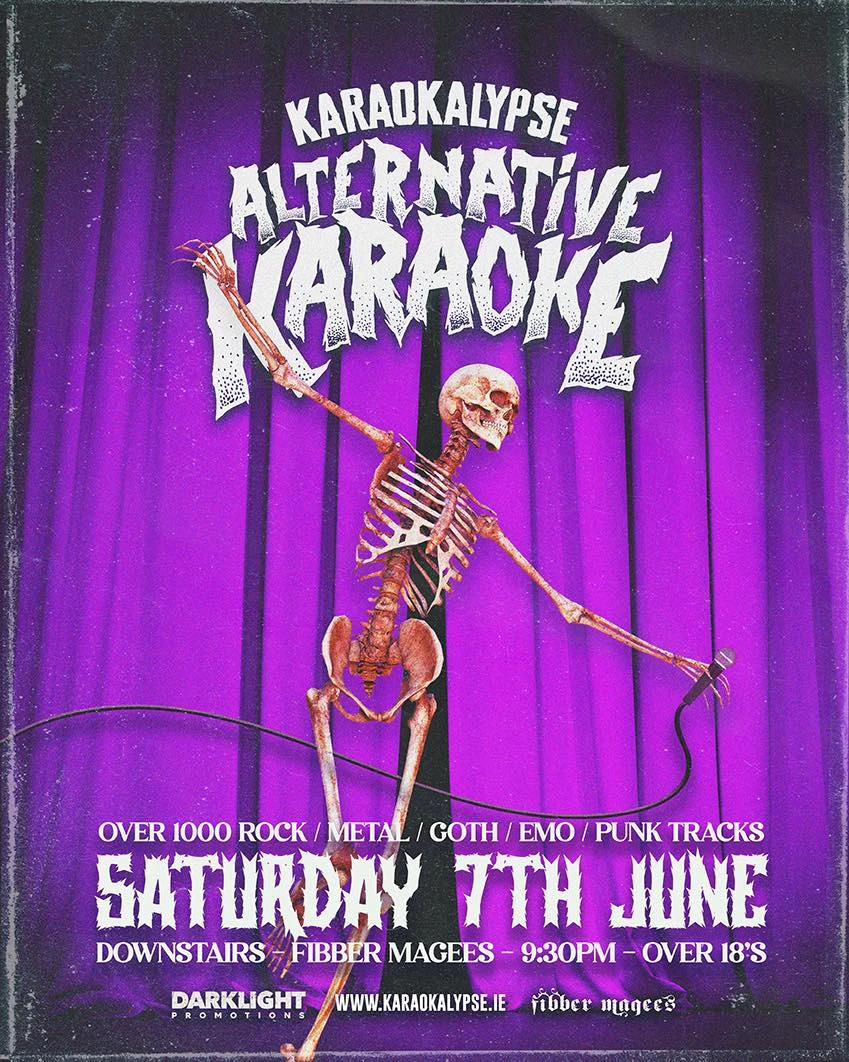 KARAOKALYPSE
ALTERNATiVE
KARAOKE
OVER 1000 ROCK / METAL / GOTH / EMO / PUNK TRACKS
SATURDAY 7TH JUNE
DOWNSTAIRS - FIBBER MAGEES - 9:30PM - OVER 18'S
DARKLIGHT
PROMOTIONS
WWW.KARAOKALYPSE.IE
fibber magees